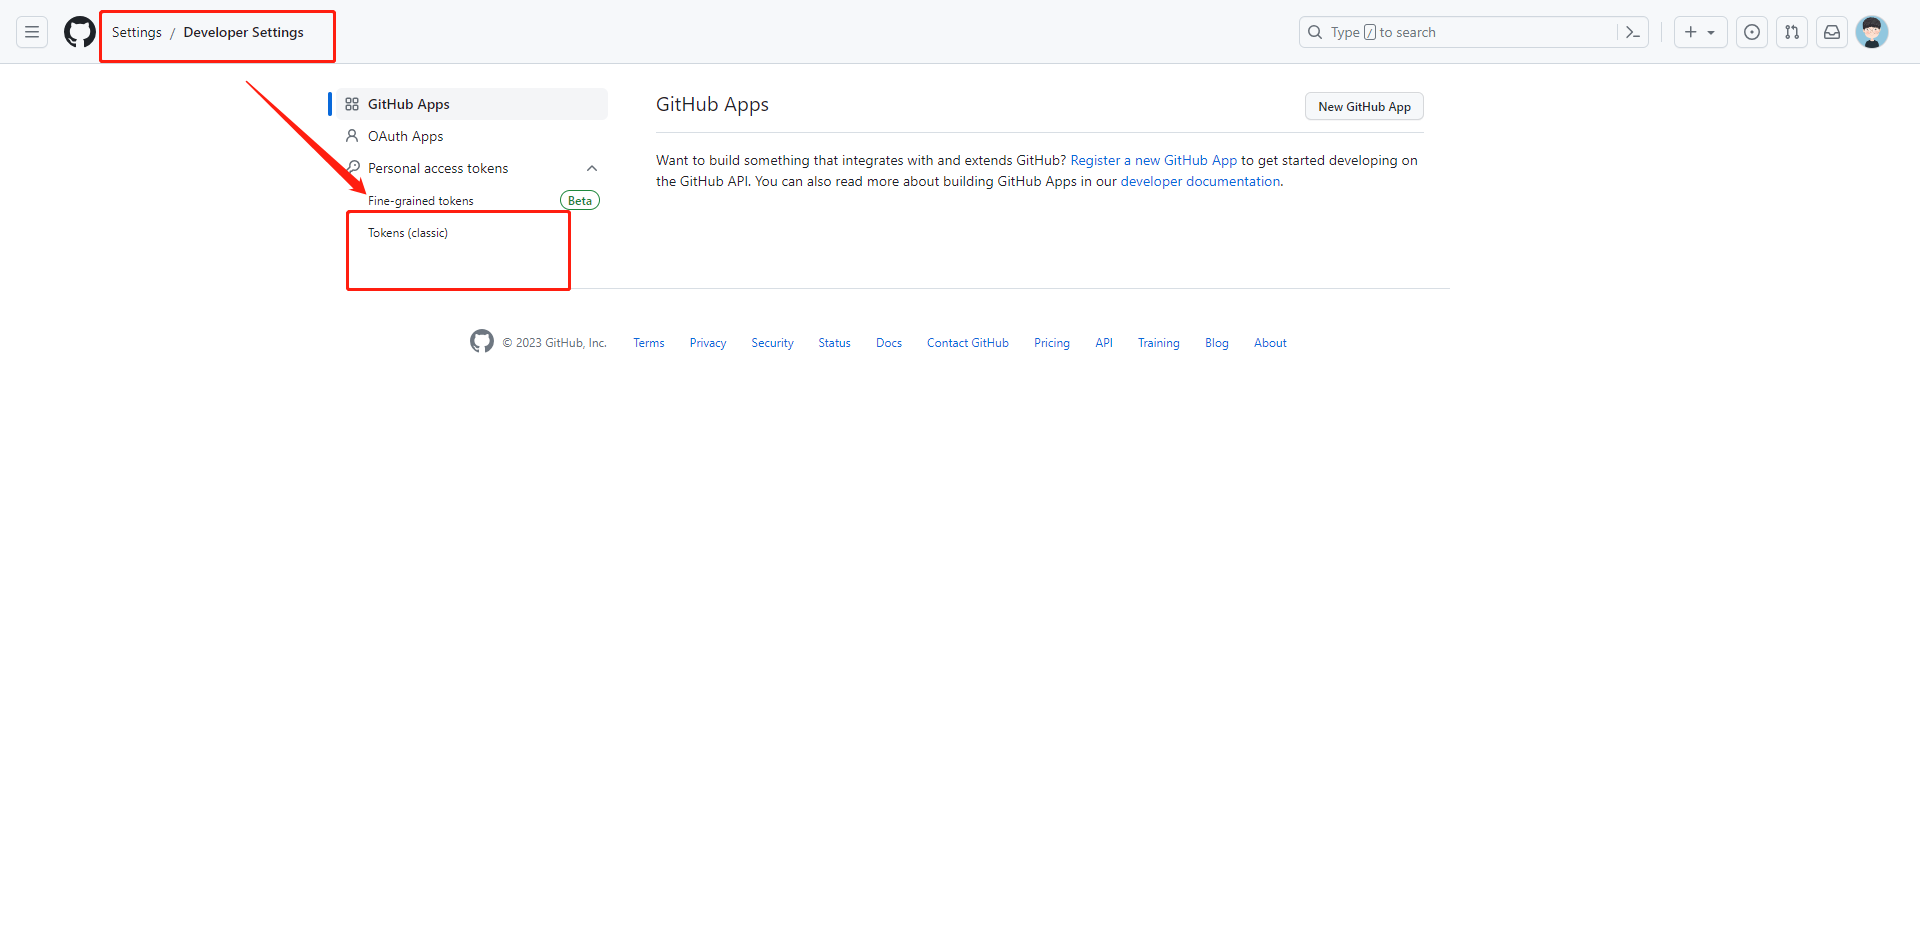 Settings / Developer Settings
Type / to search
GitHub Apps
OAuth Apps
Personal access tokens
Fine-grained tokens Beta
Tokens (classic)
GitHub Apps
New GitHub App
Want to build something that integrates with and extends GitHub? Register a new GitHub App to get started developing on
the GitHub API. You can also read more about building GitHub Apps in our developer documentation.
© 2023 GitHub, Inc. Terms Privacy Security Status Docs Contact GitHub Pricing API Training Blog About